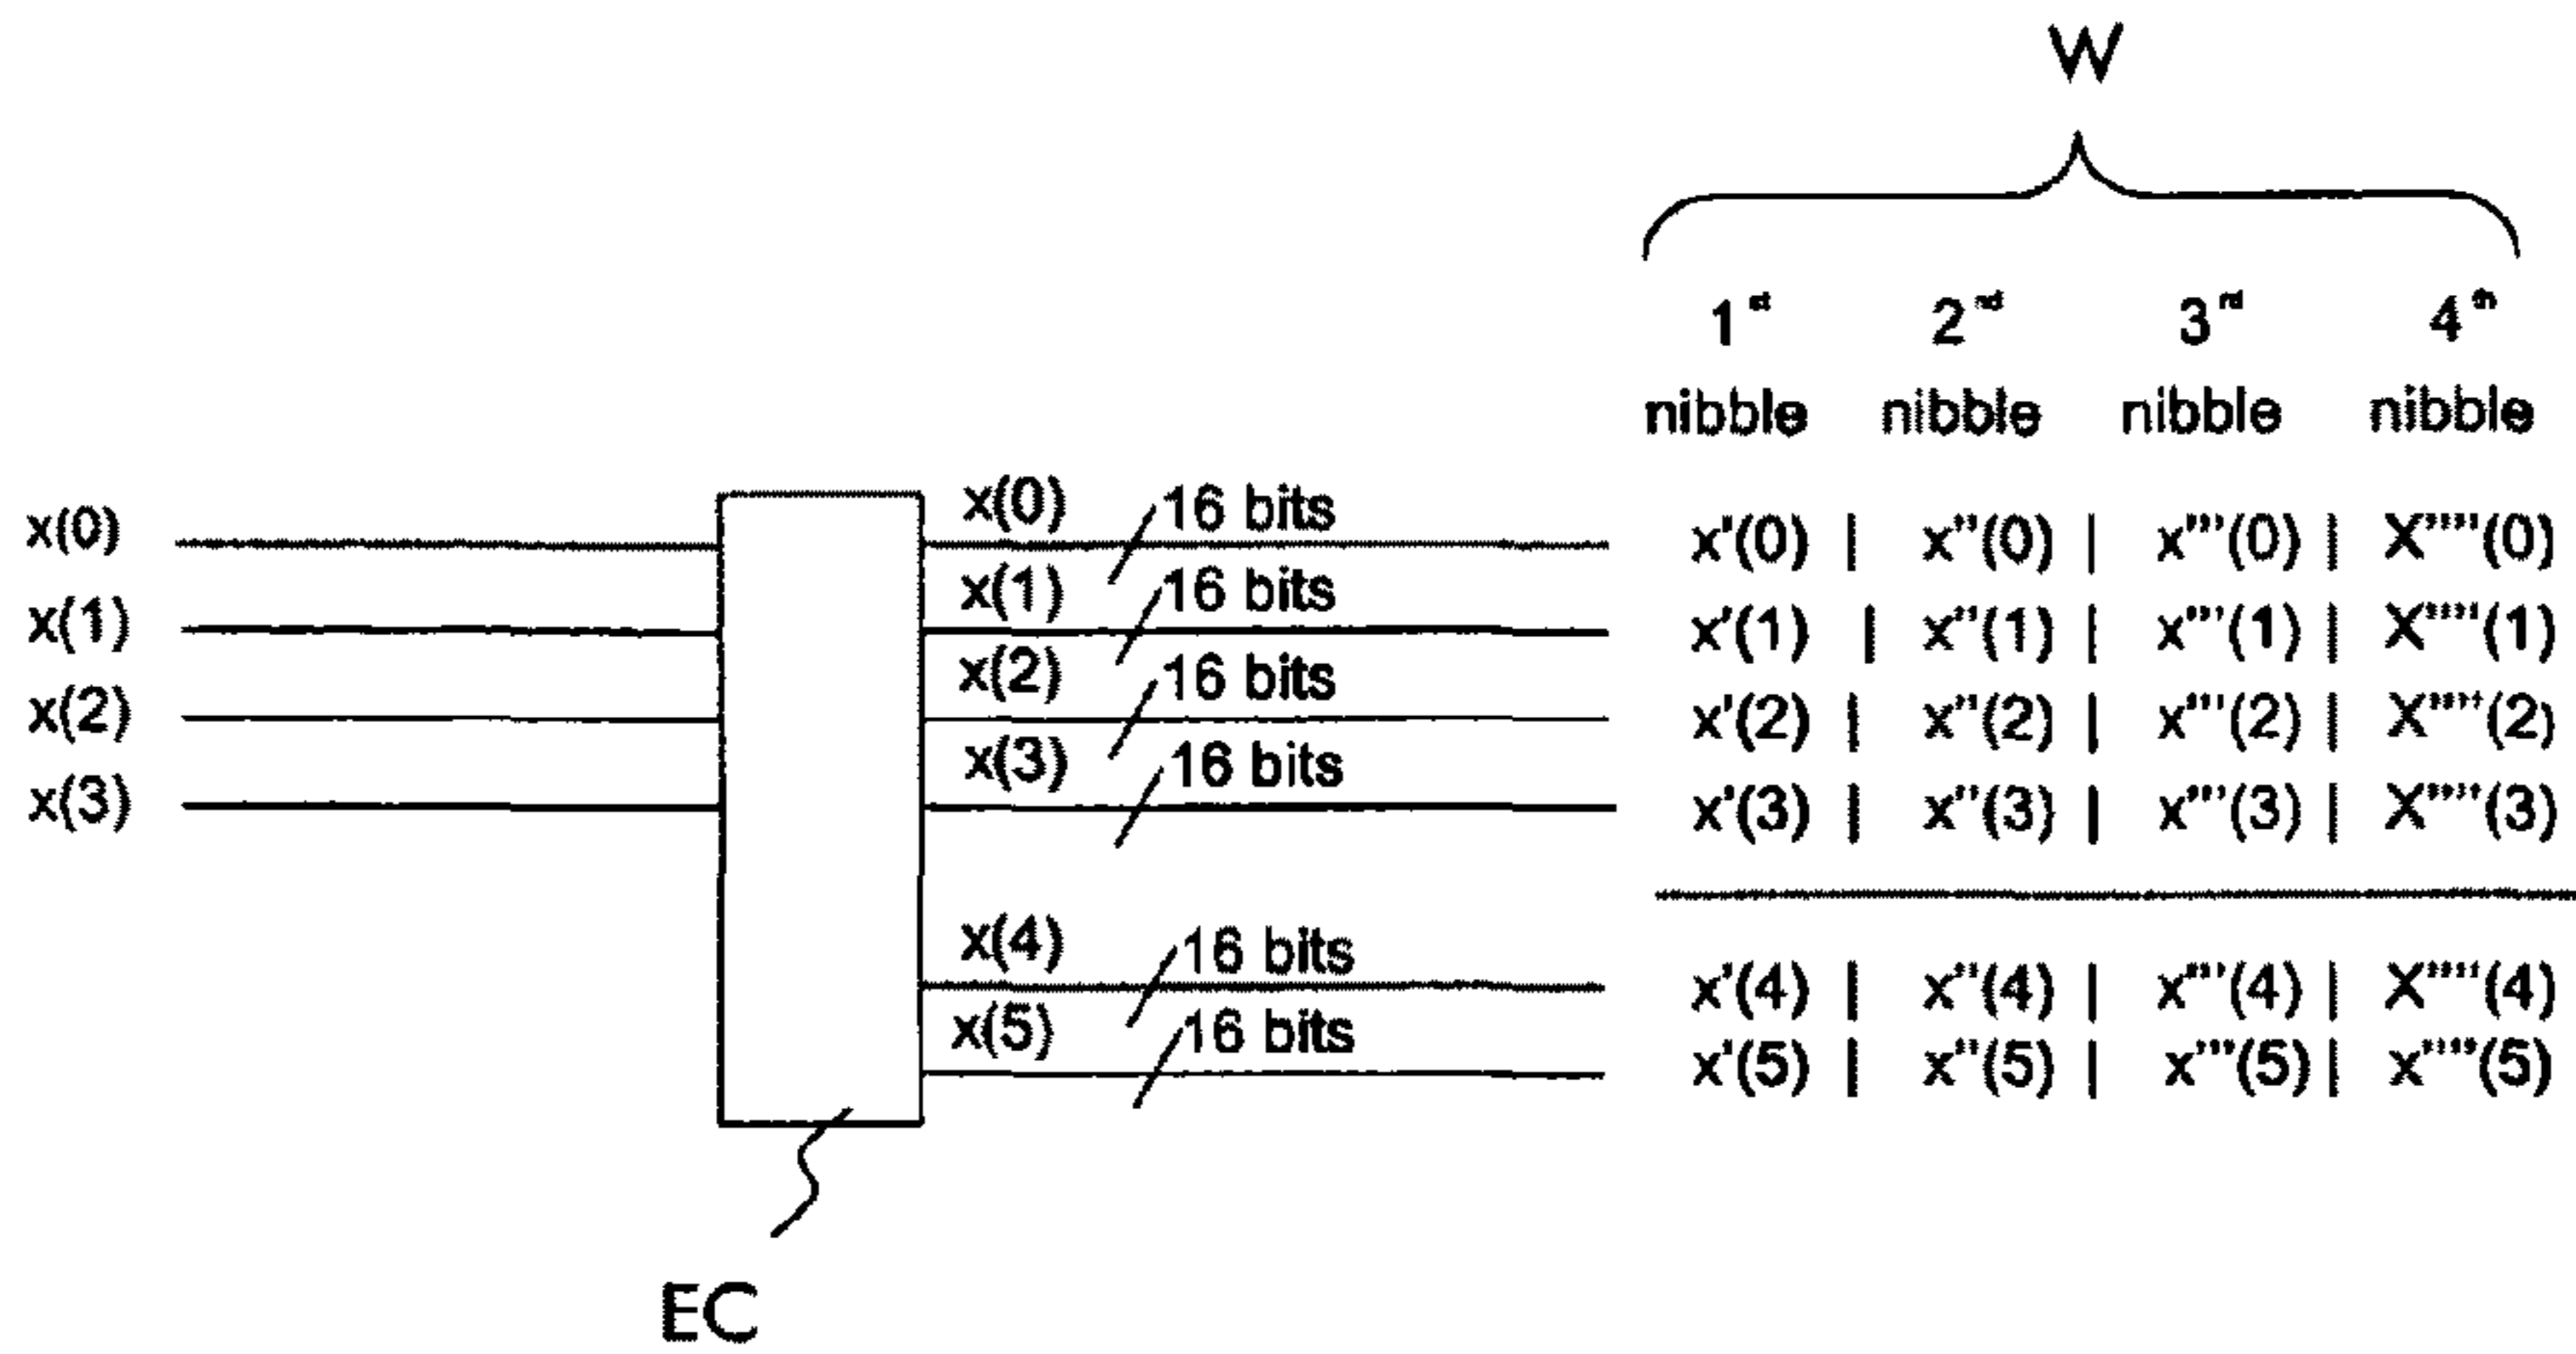 W
1st 2nd 3rd 4th
nibble nibble nibble nibble
x(0) x(0) 16 bits x'(0) | x''(0) | x'''(0) | X''''(0)
x(1) x(1) 16 bits x'(1) | x''(1) | x'''(1) | X''''(1)
x(2) x(2) 16 bits x'(2) | x''(2) | x'''(2) | X''''(2)
x(3) x(3) 16 bits x'(3) | x''(3) | x'''(3) | X''''(3)
x(4) 16 bits x'(4) | x''(4) | x'''(4) | X''''(4)
x(5) 16 bits x'(5) | x''(5) | x'''(5) | x''''(5)
EC